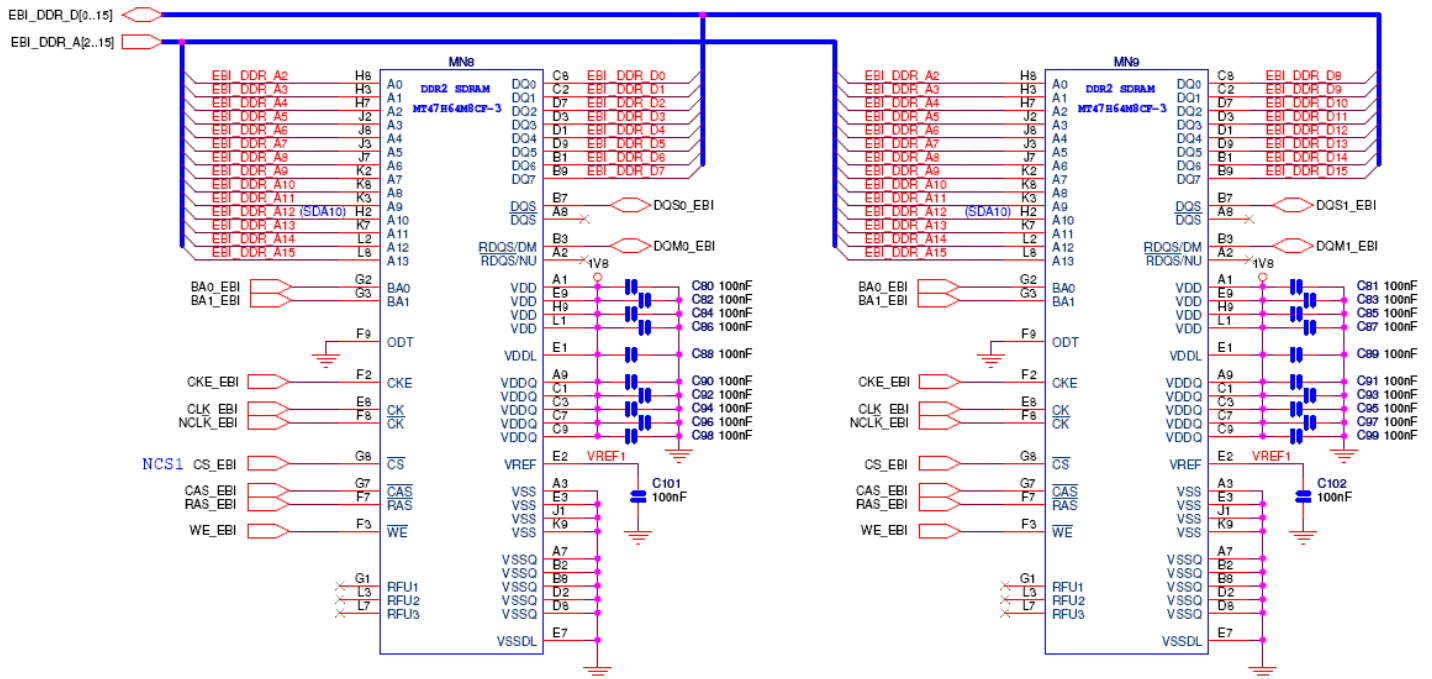 EBI_DDR_D[0..15]
EBI_DDR_A[2..15]
MN8
DDR2 SDRAM
MT47H64M8CF-3
EBI_DDR_A2 H8 A0 DQ0 C8 EBI_DDR_D0
EBI_DDR_A3 H3 A1 DQ1 C2 EBI_DDR_D1
EBI_DDR_A4 H7 A2 DQ2 D7 EBI_DDR_D2
EBI_DDR_A5 J2 A3 DQ3 D3 EBI_DDR_D3
EBI_DDR_A6 J8 A4 DQ4 D1 EBI_DDR_D4
EBI_DDR_A7 J3 A5 DQ5 D9 EBI_DDR_D5
EBI_DDR_A8 J7 A6 DQ6 B1 EBI_DDR_D6
EBI_DDR_A9 K2 A7 DQ7 B9 EBI_DDR_D7
EBI_DDR_A10 K8 A8
EBI_DDR_A11 K3 A9 DQS B7 DQS0_EBI
EBI_DDR_A12 (SDA10) H2 A10 DQS A8
EBI_DDR_A13 K7 A11
EBI_DDR_A14 L2 A12 RDQS/DM B3 DQM0_EBI
EBI_DDR_A15 L8 A13 RDQS/NU A2
1V8
BA0_EBI G2 BA0 VDD A1 C80 100nF
BA1_EBI G3 BA1 VDD E9 C82 100nF
VDD H9 C84 100nF
VDD L1 C86 100nF
F9 ODT
VDDL E1 C88 100nF
CKE_EBI F2 CKE VDDQ A9 C90 100nF
VDDQ C1 C92 100nF
CLK_EBI E8 CK VDDQ C3 C94 100nF
NCLK_EBI F8 CK VDDQ C7 C96 100nF
VDDQ C9 C98 100nF
NCS1 CS_EBI G8 CS VREF E2 VREF1
C101
100nF
CAS_EBI G7 CAS VSS A3
RAS_EBI F7 RAS VSS E3
VSS J1
WE_EBI F3 WE VSS K9
VSSQ A7
VSSQ B2
G1 RFU1 VSSQ B8
L3 RFU2 VSSQ D2
L7 RFU3 VSSQ D8
VSSDL E7
MN9
DDR2 SDRAM
MT47H64M8CF-3
EBI_DDR_A2 H8 A0 DQ0 C8 EBI_DDR_D8
EBI_DDR_A3 H3 A1 DQ1 C2 EBI_DDR_D9
EBI_DDR_A4 H7 A2 DQ2 D7 EBI_DDR_D10
EBI_DDR_A5 J2 A3 DQ3 D3 EBI_DDR_D11
EBI_DDR_A6 J8 A4 DQ4 D1 EBI_DDR_D12
EBI_DDR_A7 J3 A5 DQ5 D9 EBI_DDR_D13
EBI_DDR_A8 J7 A6 DQ6 B1 EBI_DDR_D14
EBI_DDR_A9 K2 A7 DQ7 B9 EBI_DDR_D15
EBI_DDR_A10 K8 A8
EBI_DDR_A11 K3 A9 DQS B7 DQS1_EBI
EBI_DDR_A12 (SDA10) H2 A10 DQS A8
EBI_DDR_A13 K7 A11
EBI_DDR_A14 L2 A12 RDQS/DM B3 DQM1_EBI
EBI_DDR_A15 L8 A13 RDQS/NU A2
1V8
BA0_EBI G2 BA0 VDD A1 C81 100nF
BA1_EBI G3 BA1 VDD E9 C83 100nF
VDD H9 C85 100nF
VDD L1 C87 100nF
F9 ODT
VDDL E1 C89 100nF
CKE_EBI F2 CKE VDDQ A9 C91 100nF
VDDQ C1 C93 100nF
CLK_EBI E8 CK VDDQ C3 C95 100nF
NCLK_EBI F8 CK VDDQ C7 C97 100nF
VDDQ C9 C99 100nF
CS_EBI G8 CS VREF E2 VREF1
C102
100nF
CAS_EBI G7 CAS VSS A3
RAS_EBI F7 RAS VSS E3
VSS J1
WE_EBI F3 WE VSS K9
VSSQ A7
VSSQ B2
G1 RFU1 VSSQ B8
L3 RFU2 VSSQ D2
L7 RFU3 VSSQ D8
VSSDL E7